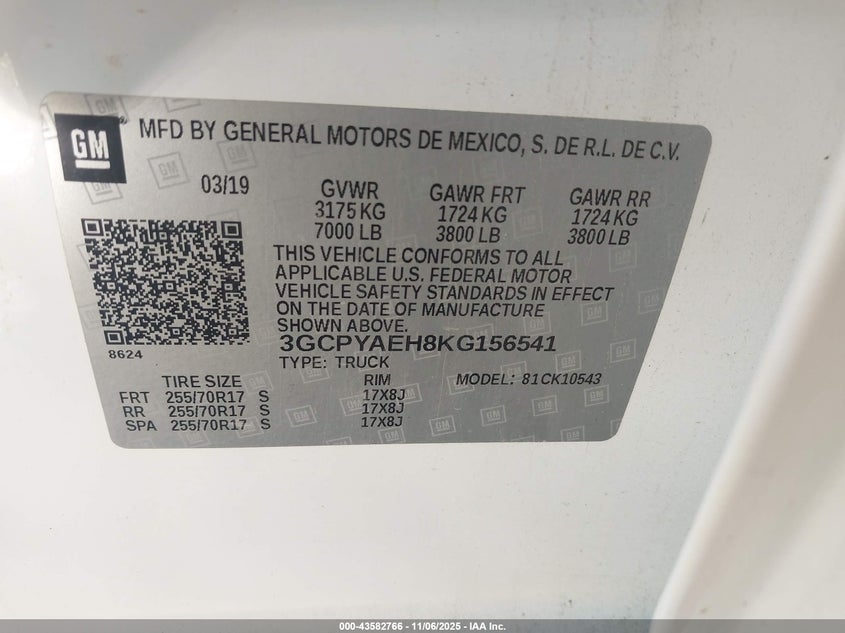 GM
MFD BY GENERAL MOTORS DE MEXICO, S. DE R.L. DE C.V.
03/19 GVWR GAWR FRT GAWR RR
3175 KG 1724 KG 1724 KG
7000 LB 3800 LB 3800 LB
THIS VEHICLE CONFORMS TO ALL
APPLICABLE U.S. FEDERAL MOTOR
VEHICLE SAFETY STANDARDS IN EFFECT
ON THE DATE OF MANUFACTURE
SHOWN ABOVE.
8624
3GCPYAEH8KG156541
TYPE: TRUCK
TIRE SIZE RIM MODEL: 81CK10543
FRT 255/70R17 S 17X8J
RR 255/70R17 S 17X8J
SPA 255/70R17 S 17X8J
000-43582766 - 11/06/2025 - IAA Inc.